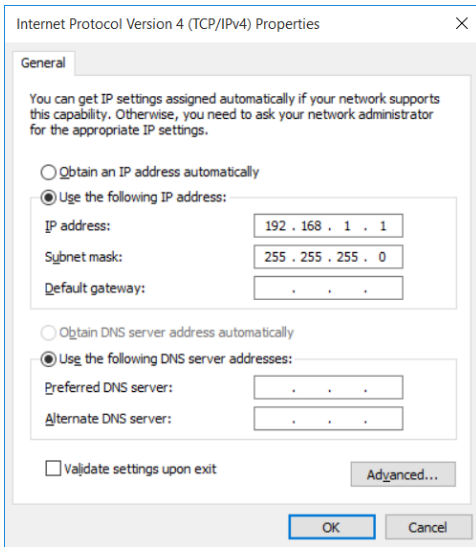 Internet Protocol Version 4 (TCP/IPv4) Properties
General
You can get IP settings assigned automatically if your network supports
this capability. Otherwise, you need to ask your network administrator
for the appropriate IP settings.
Obtain an IP address automatically
Use the following IP address:
IP address: 192 . 168 . 1 . 1
Subnet mask: 255 . 255 . 255 . 0
Default gateway: . . .
Obtain DNS server address automatically
Use the following DNS server addresses:
Preferred DNS server: . . .
Alternate DNS server: . . .
Validate settings upon exit
Advanced...
OK Cancel